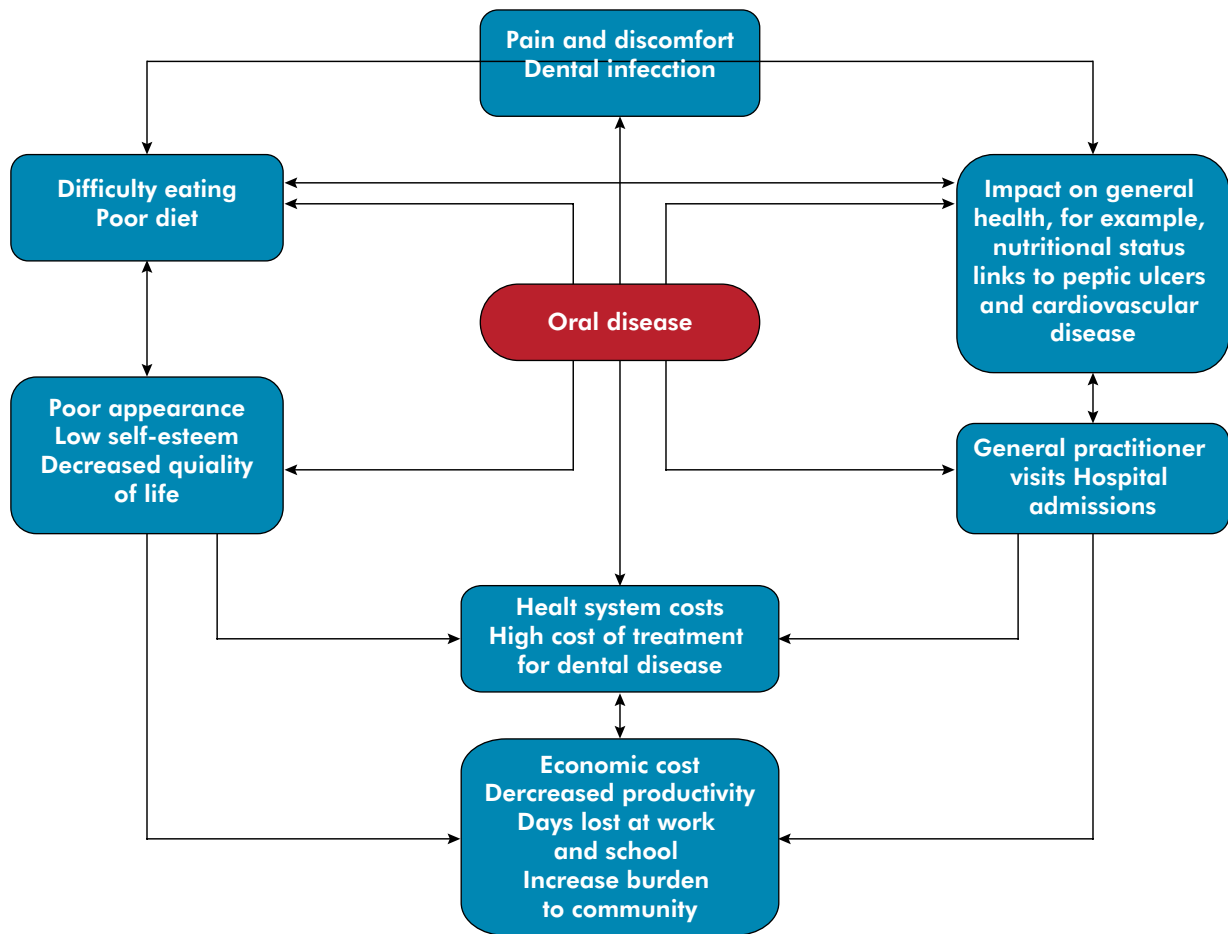 Pain and discomfort
Dental infecction
Difficulty eating
Poor diet
Impact on general
health, for example,
nutritional status
links to peptic ulcers
and cardiovascular
disease
Oral disease
Poor appearance
Low self-esteem
Decreased quiality
of life
General practitioner
visits Hospital
admissions
Healt system costs
High cost of treatment
for dental disease
Economic cost
Dercreased productivity
Days lost at work
and school
Increase burden
to community